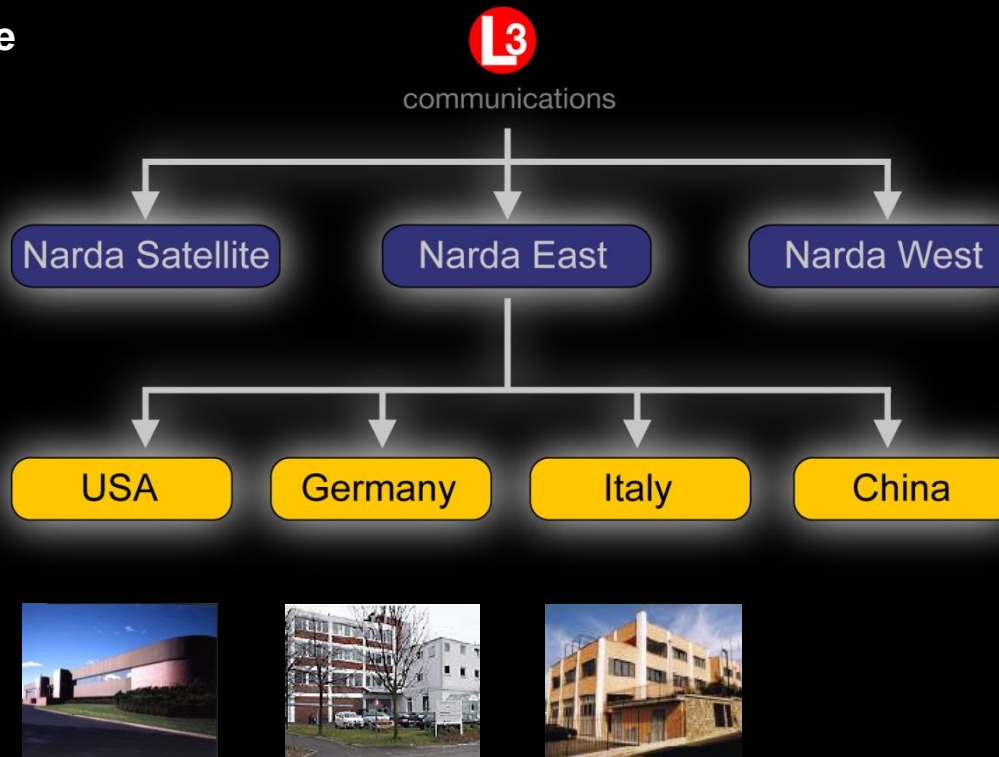 e
L3
communications
Narda Satellite
Narda East
Narda West
USA
Germany
Italy
China